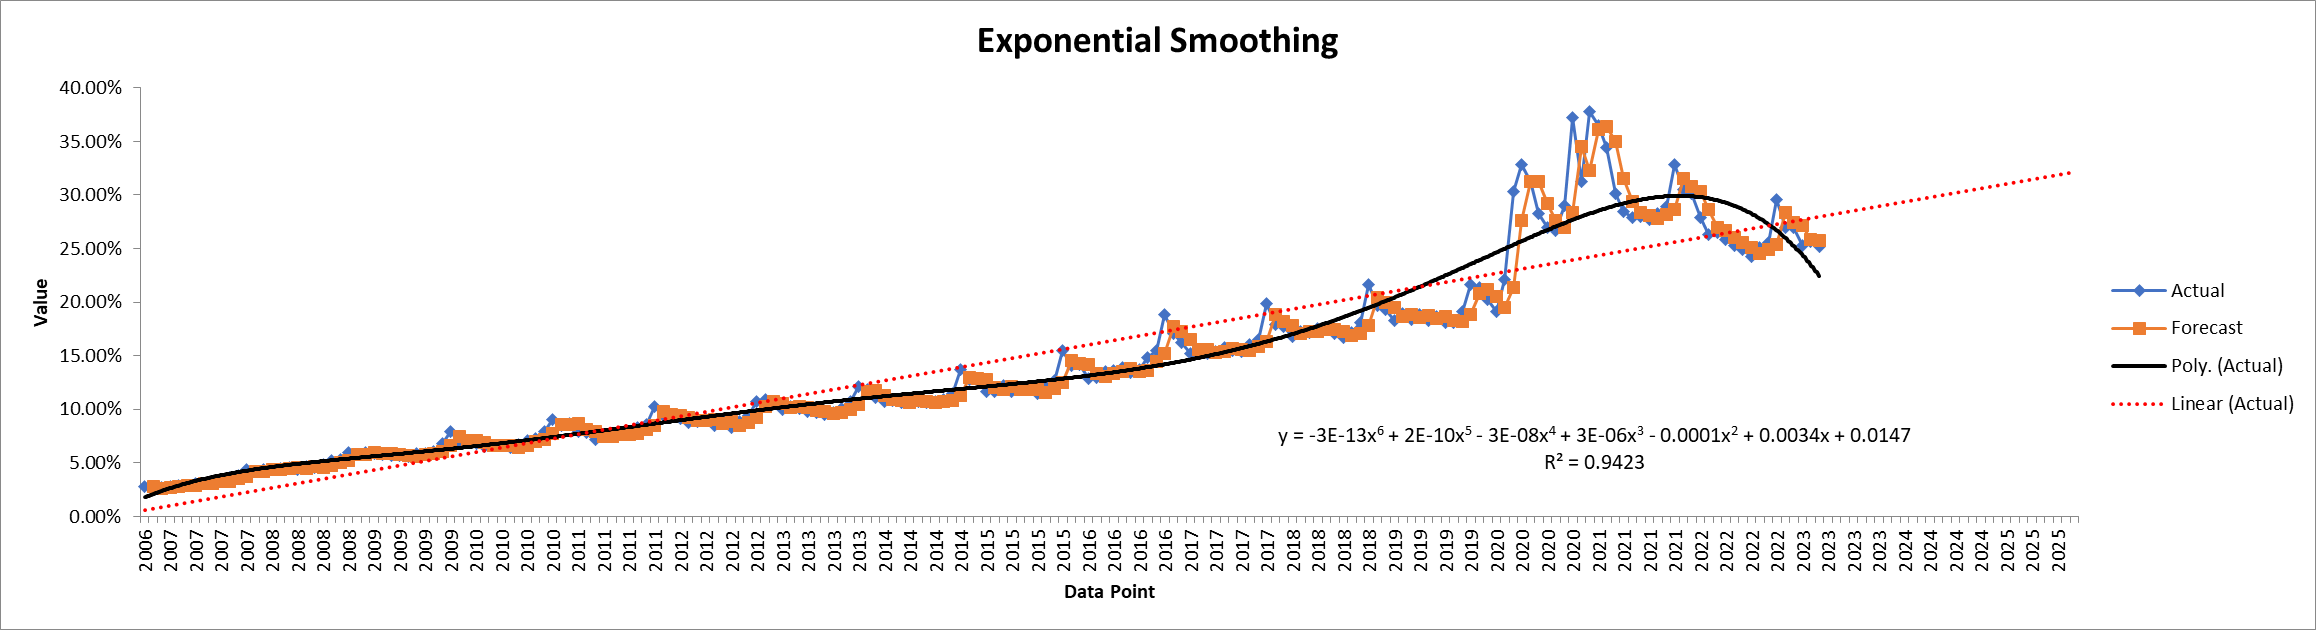 Exponential Smoothing
40.00%
35.00%
30.00%
25.00%
20.00%
15.00%
10.00%
5.00%
0.00%
Value
2006 2007 2007 2007 2007 2008 2008 2008 2008 2009 2009 2009 2009 2010 2010 2010 2010 2011 2011 2011 2011 2012 2012 2012 2012 2013 2013 2013 2013 2014 2014 2014 2014 2015 2015 2015 2015 2016 2016 2016 2016 2017 2017 2017 2017 2018 2018 2018 2018 2019 2019 2019 2019 2020 2020 2020 2020 2021 2021 2021 2021 2022 2022 2022 2022 2023 2023 2023 2023 2024 2024 2024 2024 2025 2025 2025
Data Point
y = -3E-13x⁶ + 2E-10x⁵ - 3E-08x⁴ + 3E-06x³ - 0.0001x² + 0.0034x + 0.0147
R² = 0.9423
Actual
Forecast
Poly. (Actual)
Linear (Actual)